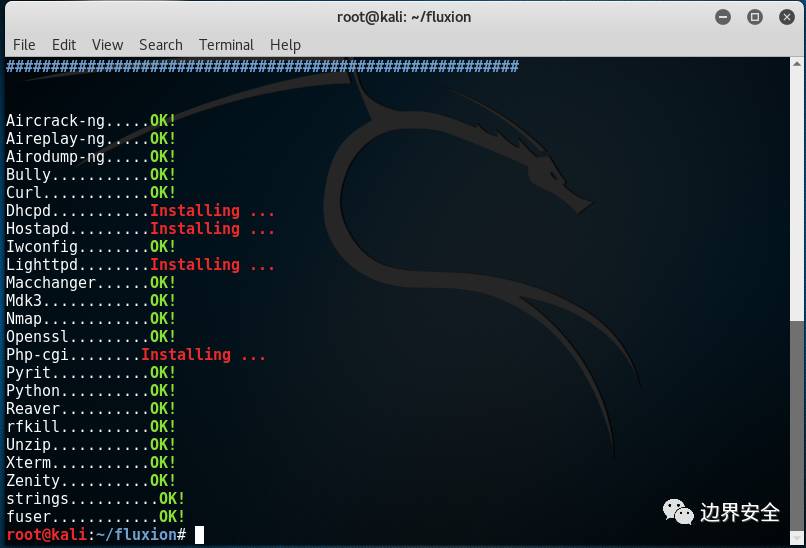 root@kali: ~/fluxion
File Edit View Search Terminal Help
#########################################################
Aircrack-ng.....OK!
Aireplay-ng.....OK!
Airodump-ng.....OK!
Bully...........OK!
Curl............OK!
Dhcpd...........Installing ...
Hostapd.........Installing ...
Iwconfig........OK!
Lighttpd........Installing ...
Macchanger......OK!
Mdk3............OK!
Nmap............OK!
Openssl.........OK!
Php-cgi........Installing ...
Pyrit...........OK!
Python..........OK!
Reaver..........OK!
rfkill..........OK!
Unzip...........OK!
Xterm...........OK!
Zenity..........OK!
strings..........OK!
fuser............OK!
root@kali:~/fluxion#
边界安全